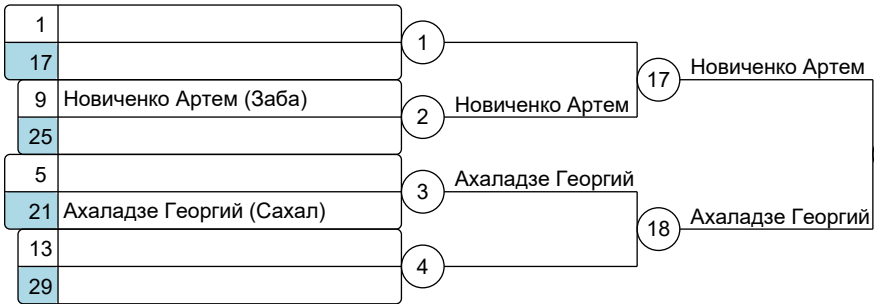 1
17
1
9 Новиченко Артем (Заба)
25
2 Новиченко Артем
17 Новиченко Артем
5
21 Ахаладзе Георгий (Сахал)
3 Ахаладзе Георгий
13
29
4
18 Ахаладзе Георгий